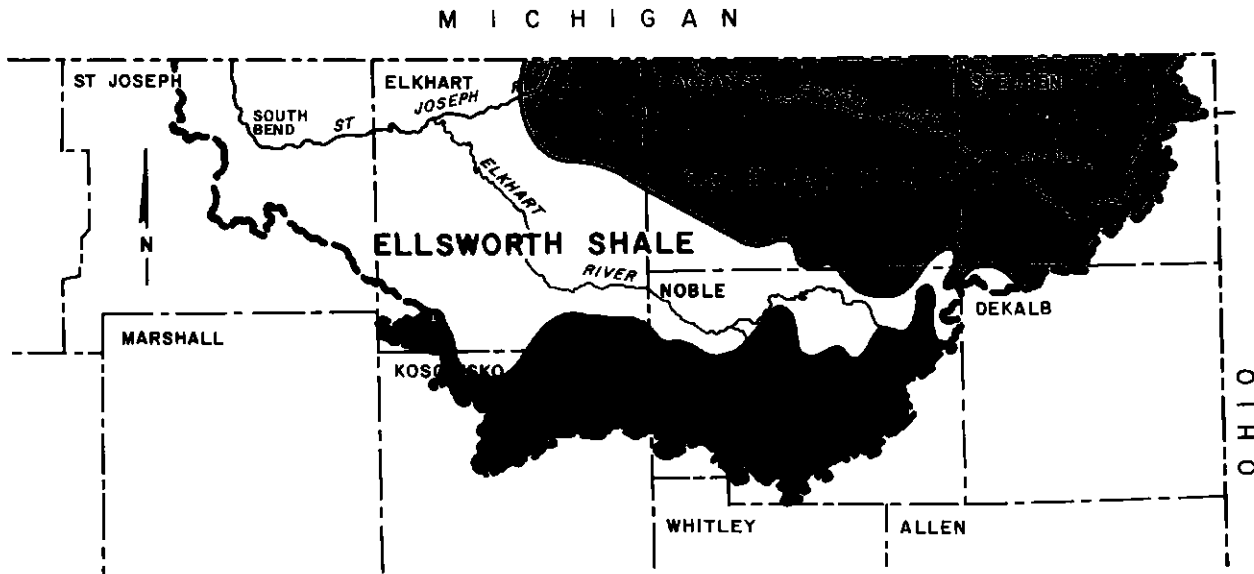 MICHIGAN
ST JOSEPH
ELKHART
SOUTH
BEND
ST
JOSEPH
ELKHART
RIVER
ELLSWORTH SHALE
NOBLE
DEKALB
MARSHALL
OHIO
WHITLEY
ALLEN